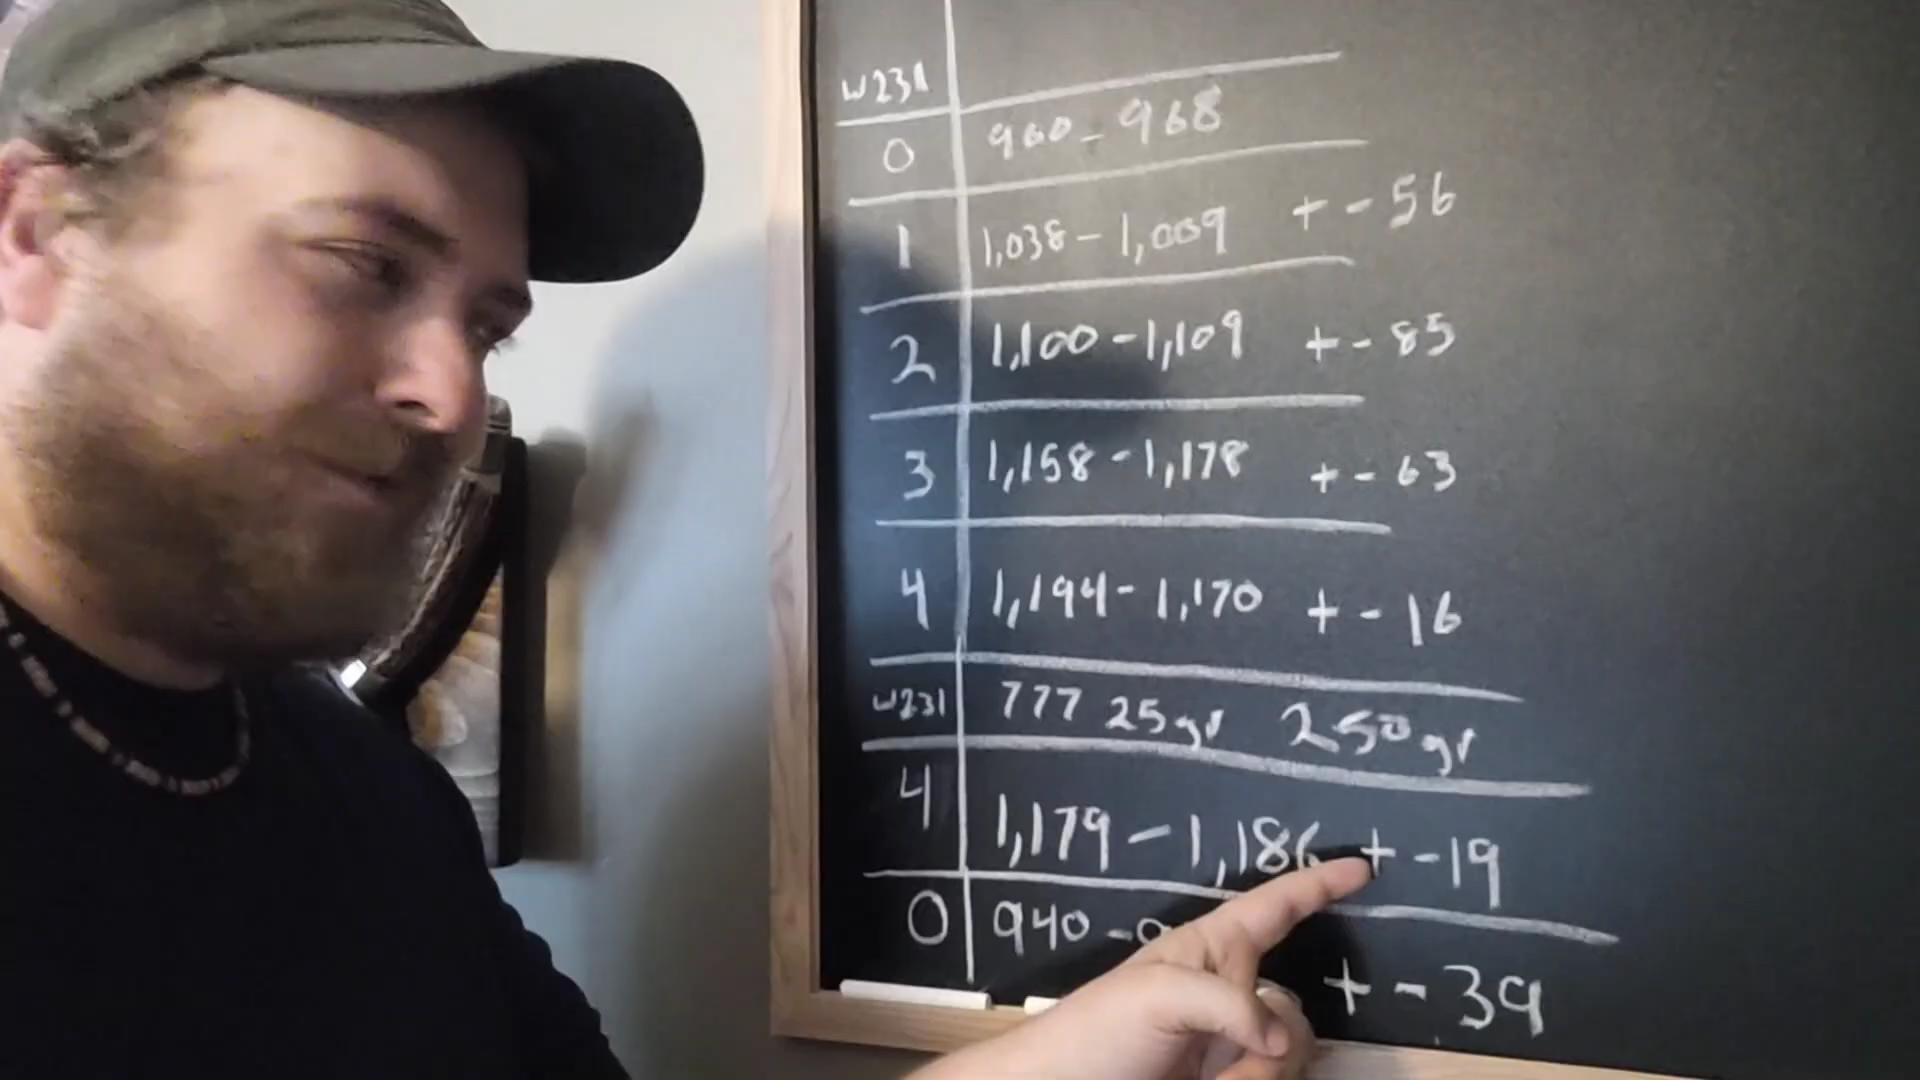 W231
0 960 - 968
1 1,038 - 1,009 + - 56
2 1,100 - 1,109 + - 85
3 1,158 - 1,178 + - 63
4 1,194 - 1,170 + - 16
W231 777 25gr 250gr
4 1,179 - 1,186 + - 19
0 940 - + - 39